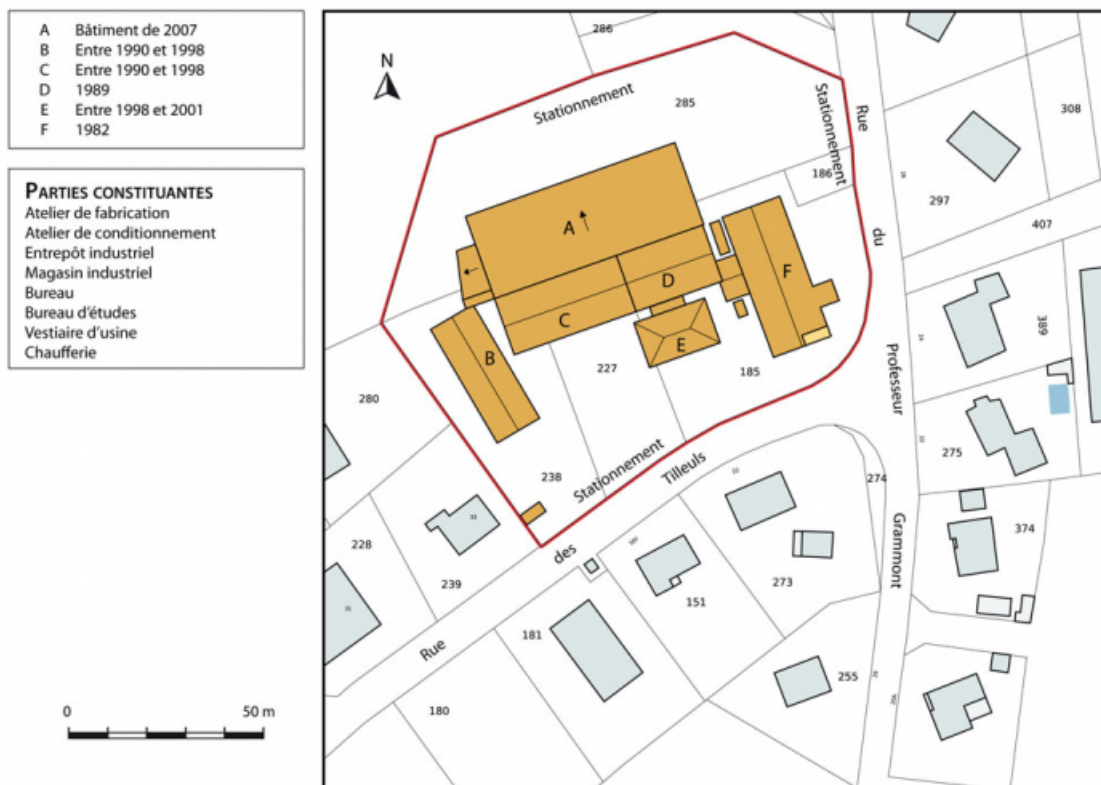 A Bâtiment de 2007
B Entre 1990 et 1998
C Entre 1990 et 1998
D 1989
E Entre 1998 et 2001
F 1982
PARTIES CONSTITUANTES
Atelier de fabrication
Atelier de conditionnement
Entrepôt industriel
Magasin industriel
Bureau
Bureau d'études
Vestiaire d'usine
Chaufferie
0 50 m
N
286
Stationnement
285
Stationnement
Rue
du
Professeur
Grammont
308
186
297
407
A
D
F
C
B
E
389
227
185
280
275
238
Stationnement
Rue
des
Tilleuls
274
228
239
374
273
151
181
255
180